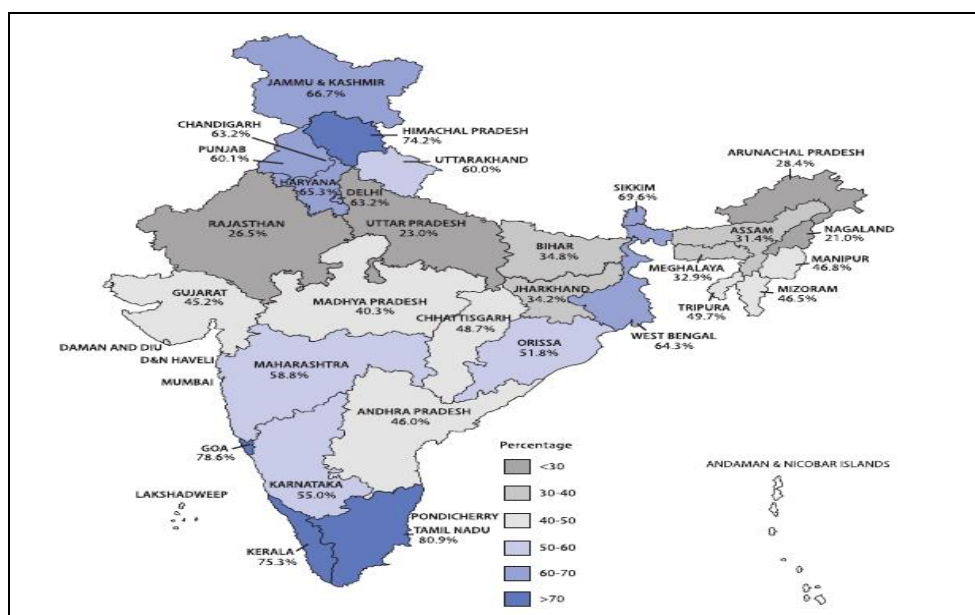 JAMMU & KASHMIR
66.7%
CHANDIGARH
63.2%
HIMACHAL PRADESH
74.2%
PUNJAB
60.1%
UTTARAKHAND
60.0%
ARUNACHAL PRADESH
28.4%
HARYANA
65.3%
DELHI
63.2%
SIKKIM
69.6%
RAJASTHAN
26.5%
UTTAR PRADESH
23.0%
BIHAR
34.8%
ASSAM
31.4%
NAGALAND
21.0%
MEGHALAYA
32.9%
MANIPUR
46.8%
GUJARAT
45.2%
MADHYA PRADESH
40.3%
JHARKHAND
34.2%
MIZORAM
46.5%
TRIPURA
49.7%
CHHATTISGARH
48.7%
WEST BENGAL
64.3%
DAMAN AND DIU
D&N HAVELI
MUMBAI
MAHARASHTRA
58.8%
ORISSA
51.8%
ANDHRA PRADESH
46.0%
GOA
78.6%
Percentage
<30
30-40
40-50
50-60
60-70
>70
ANDAMAN & NICOBAR ISLANDS
LAKSHADWEEP
KARNATAKA
55.0%
PONDICHERRY
TAMIL NADU
80.9%
KERALA
75.3%